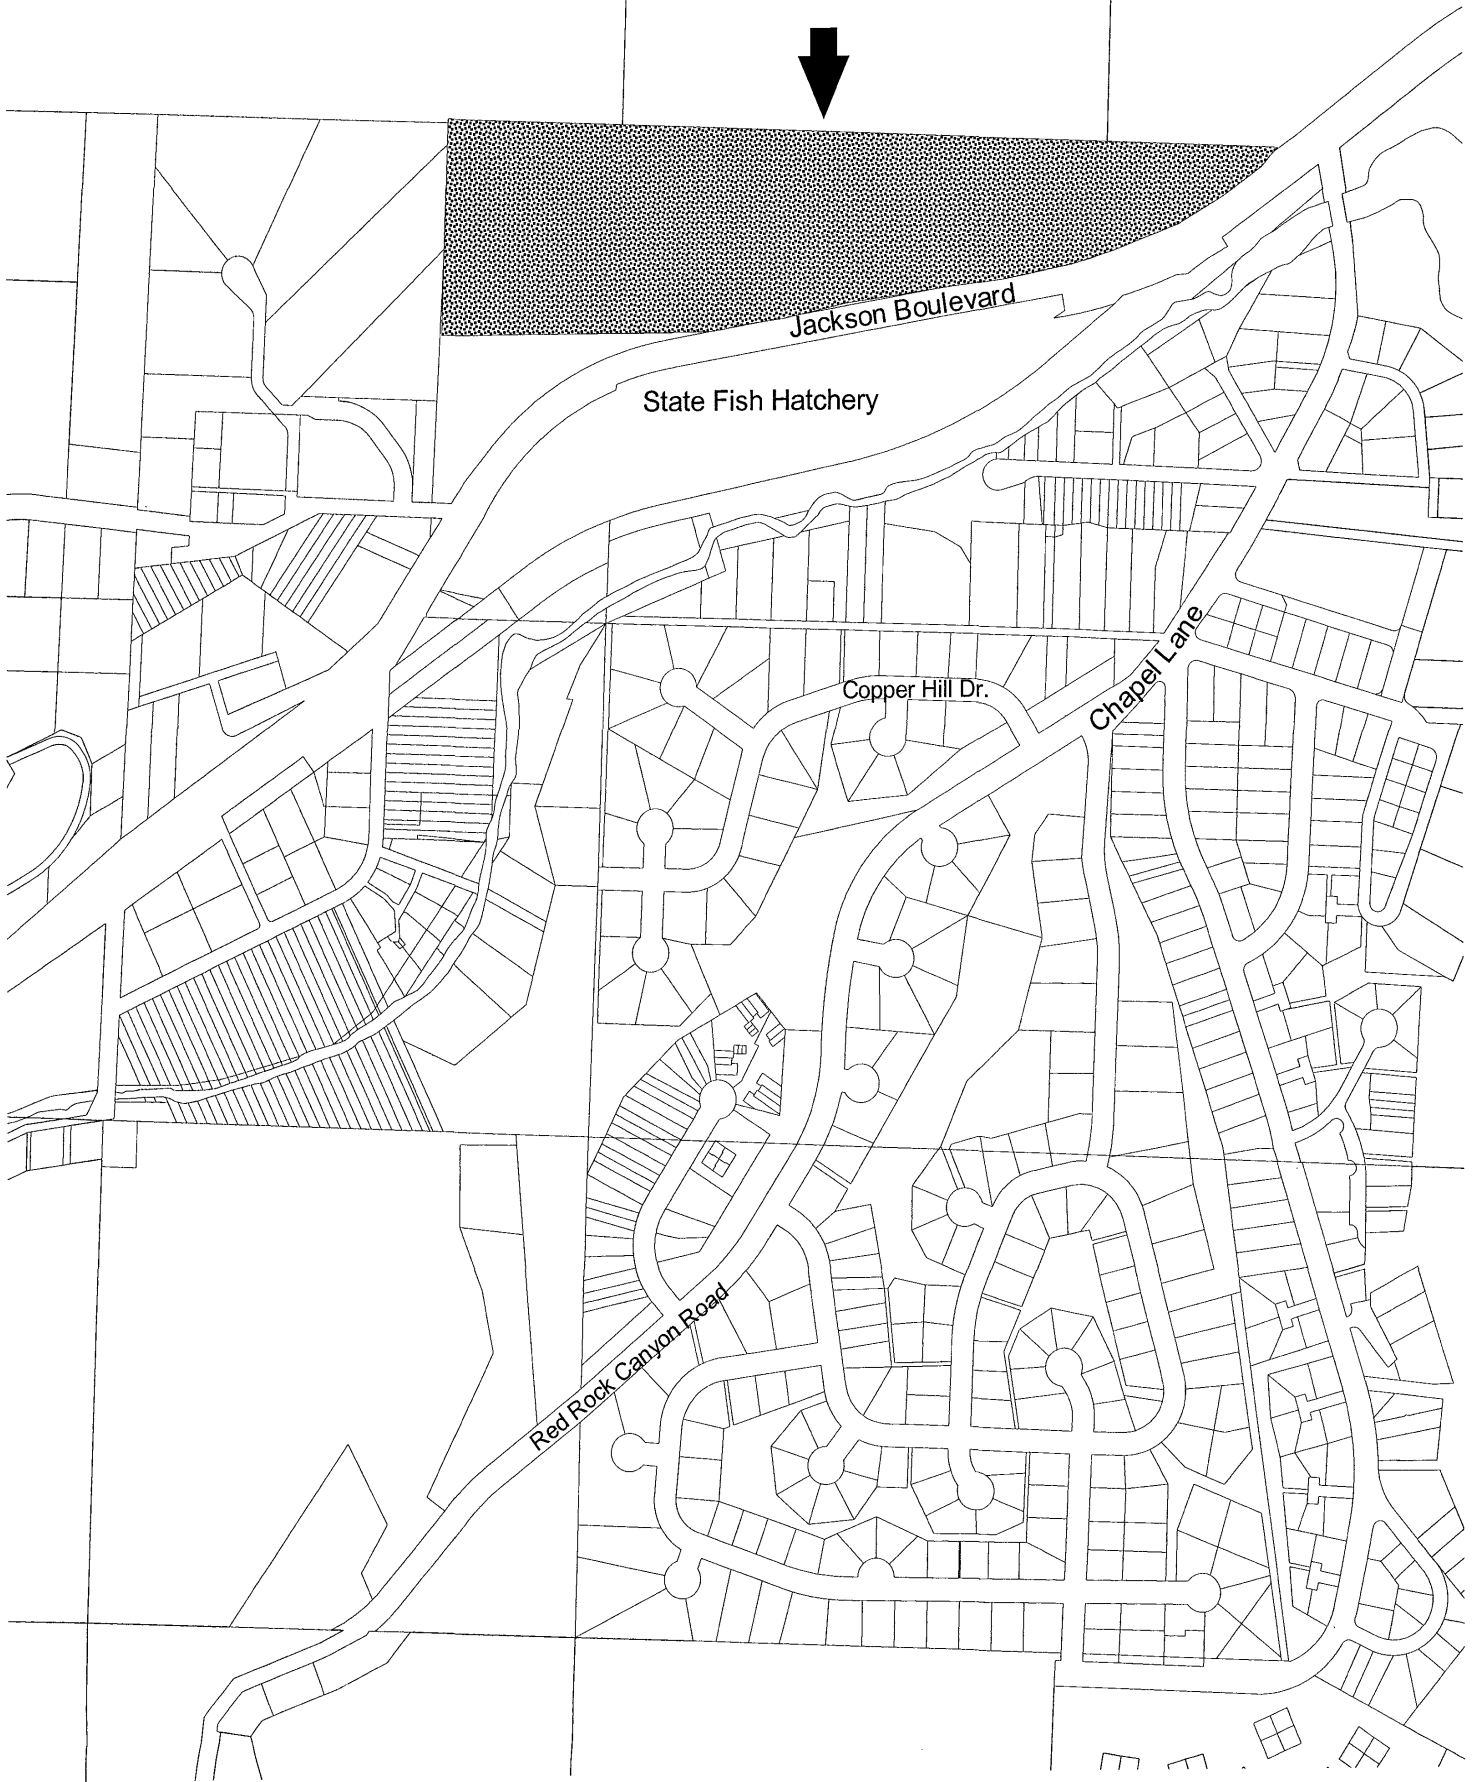 Jackson Boulevard
State Fish Hatchery
Chapel Lane
Copper Hill Dr.
Red Rock Canyon Road